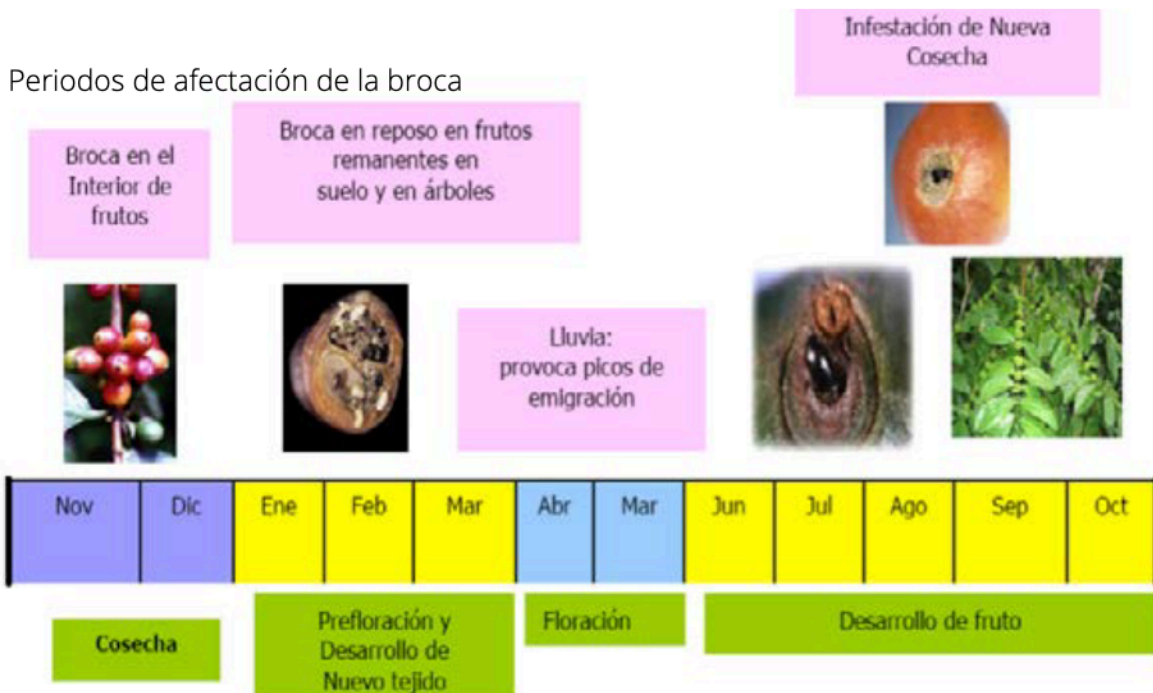 Infestación de Nueva
Cosecha
Periodos de afectación de la broca
Broca en el
Interior de
frutos
Broca en reposo en frutos
remanentes en
suelo y en árboles
Lluvia:
provoca picos de
emigración
Nov Dic Ene Feb Mar Abr Mar Jun Jul Ago Sep Oct
Cosecha
Prefloración y
Desarrollo de
Nuevo tejido
Floración
Desarrollo de fruto